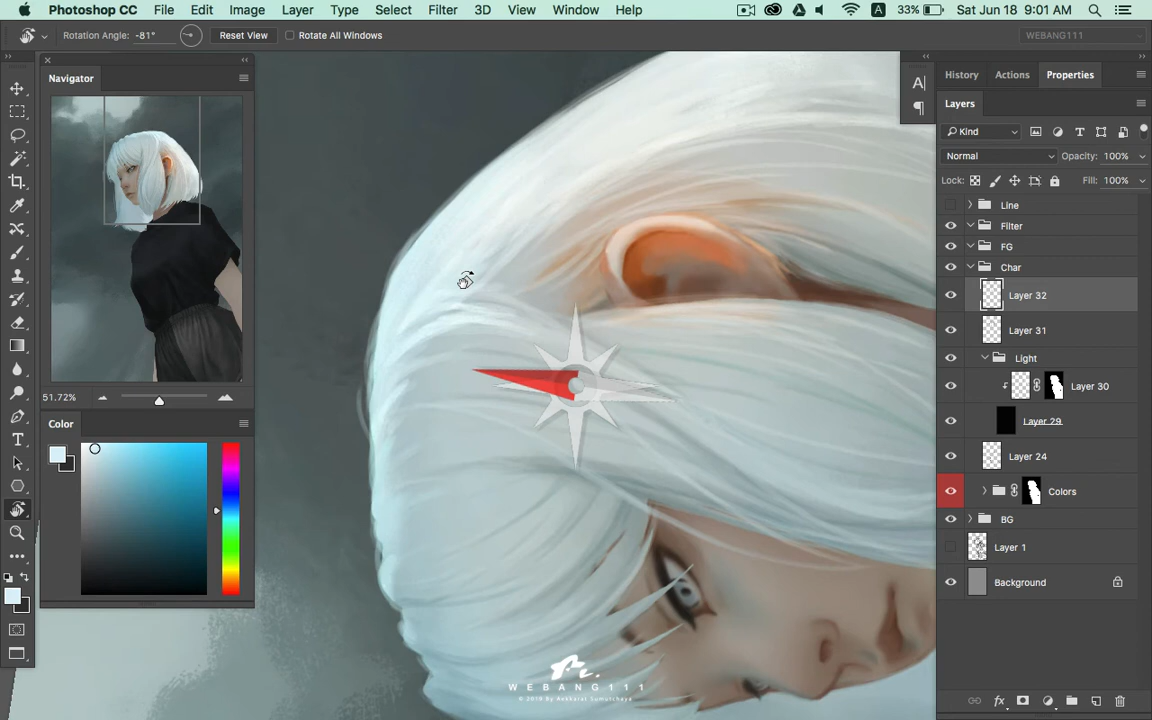 Photoshop CC File Edit Image Layer Type Select Filter 3D View Window Help A 33% Sat Jun 18 9:01 AM
Rotation Angle: -81° Reset View Rotate All Windows WEBANG111
Navigator
51.72%
Color
A
T
History Actions Properties
Layers
Kind
Normal Opacity: 100%
Lock: Fill: 100%
Line
Filter
FG
Char
Layer 32
Layer 31
Light
Layer 30
Layer 29
Layer 24
Colors
BG
Layer 1
Background
fx
WEBANG111